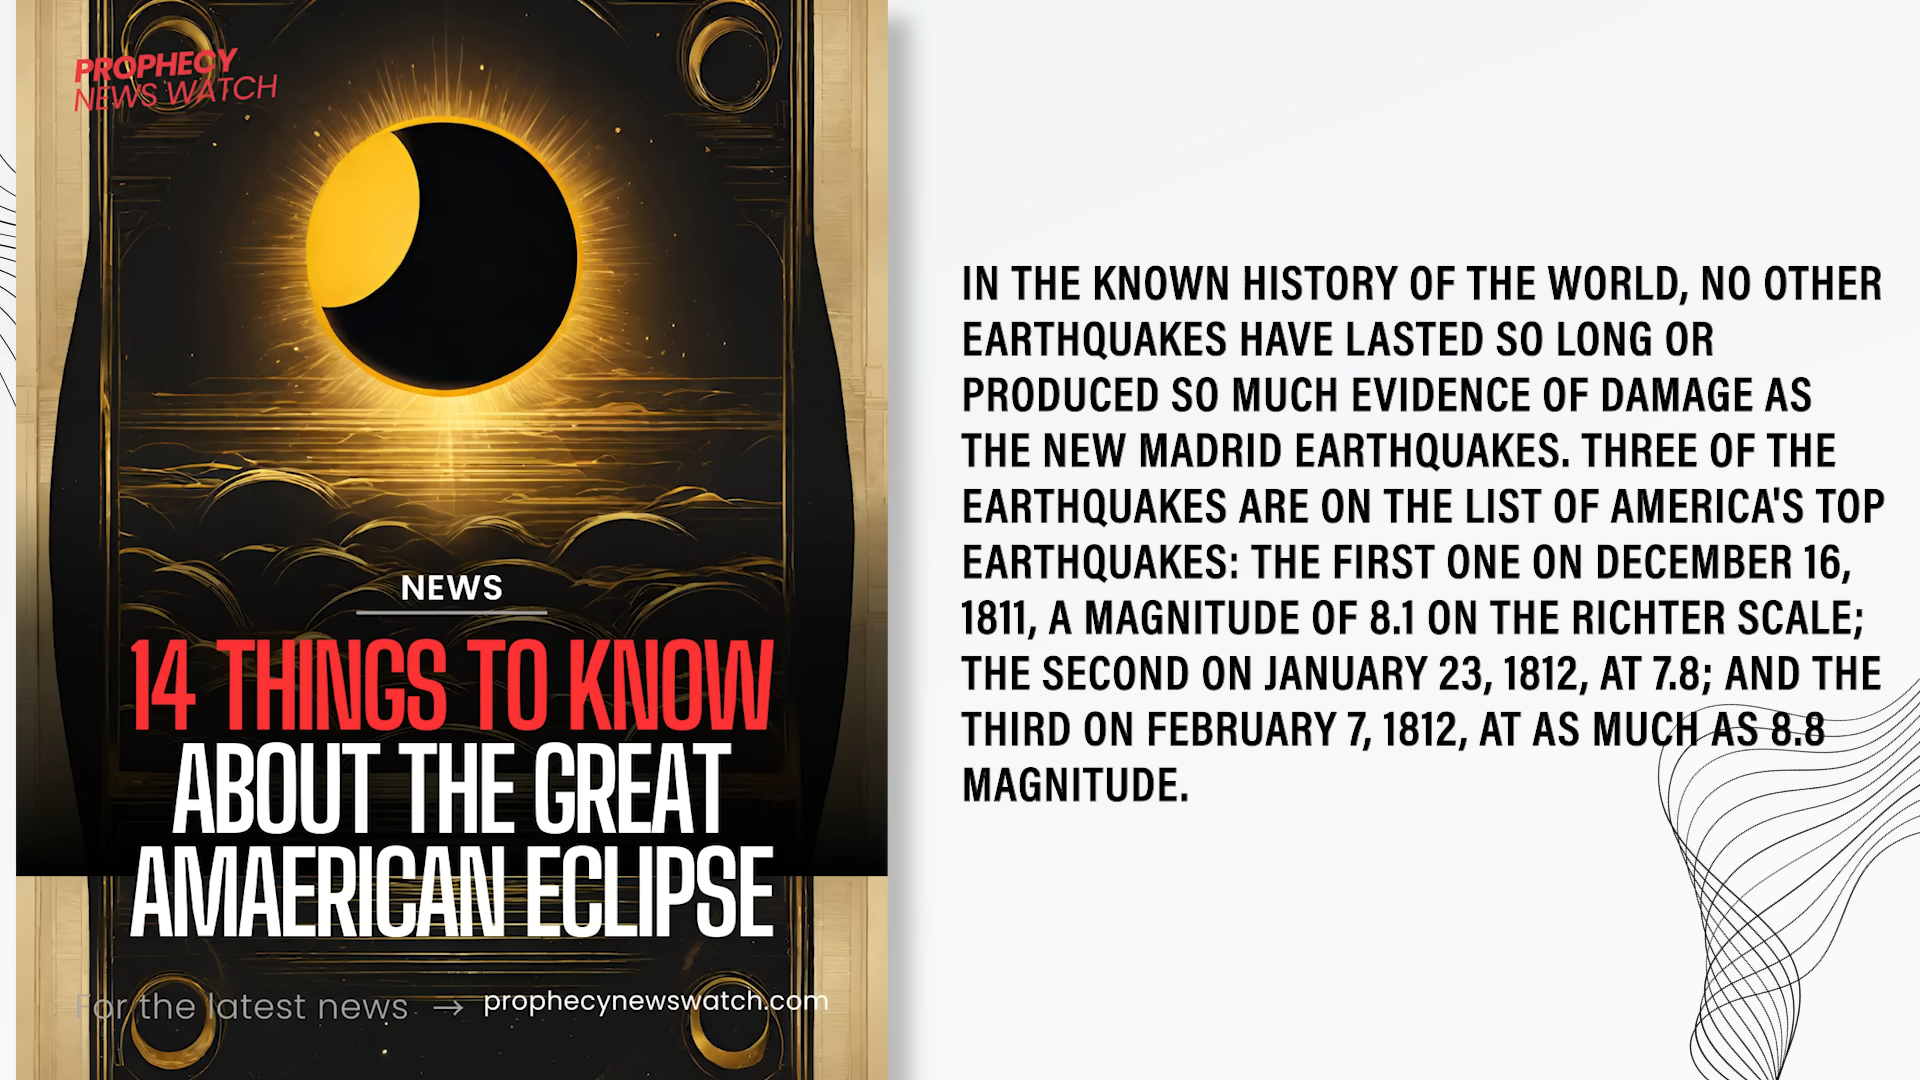 PROPHECY
NEWS WATCH
NEWS
14 THINGS TO KNOW
ABOUT THE GREAT
AMAERICAN ECLIPSE
For the latest news → prophecynewswatch.com
IN THE KNOWN HISTORY OF THE WORLD, NO OTHER
EARTHQUAKES HAVE LASTED SO LONG OR
PRODUCED SO MUCH EVIDENCE OF DAMAGE AS
THE NEW MADRID EARTHQUAKES. THREE OF THE
EARTHQUAKES ARE ON THE LIST OF AMERICA'S TOP
EARTHQUAKES: THE FIRST ONE ON DECEMBER 16,
1811, A MAGNITUDE OF 8.1 ON THE RICHTER SCALE;
THE SECOND ON JANUARY 23, 1812, AT 7.8; AND THE
THIRD ON FEBRUARY 7, 1812, AT AS MUCH AS 8.8
MAGNITUDE.